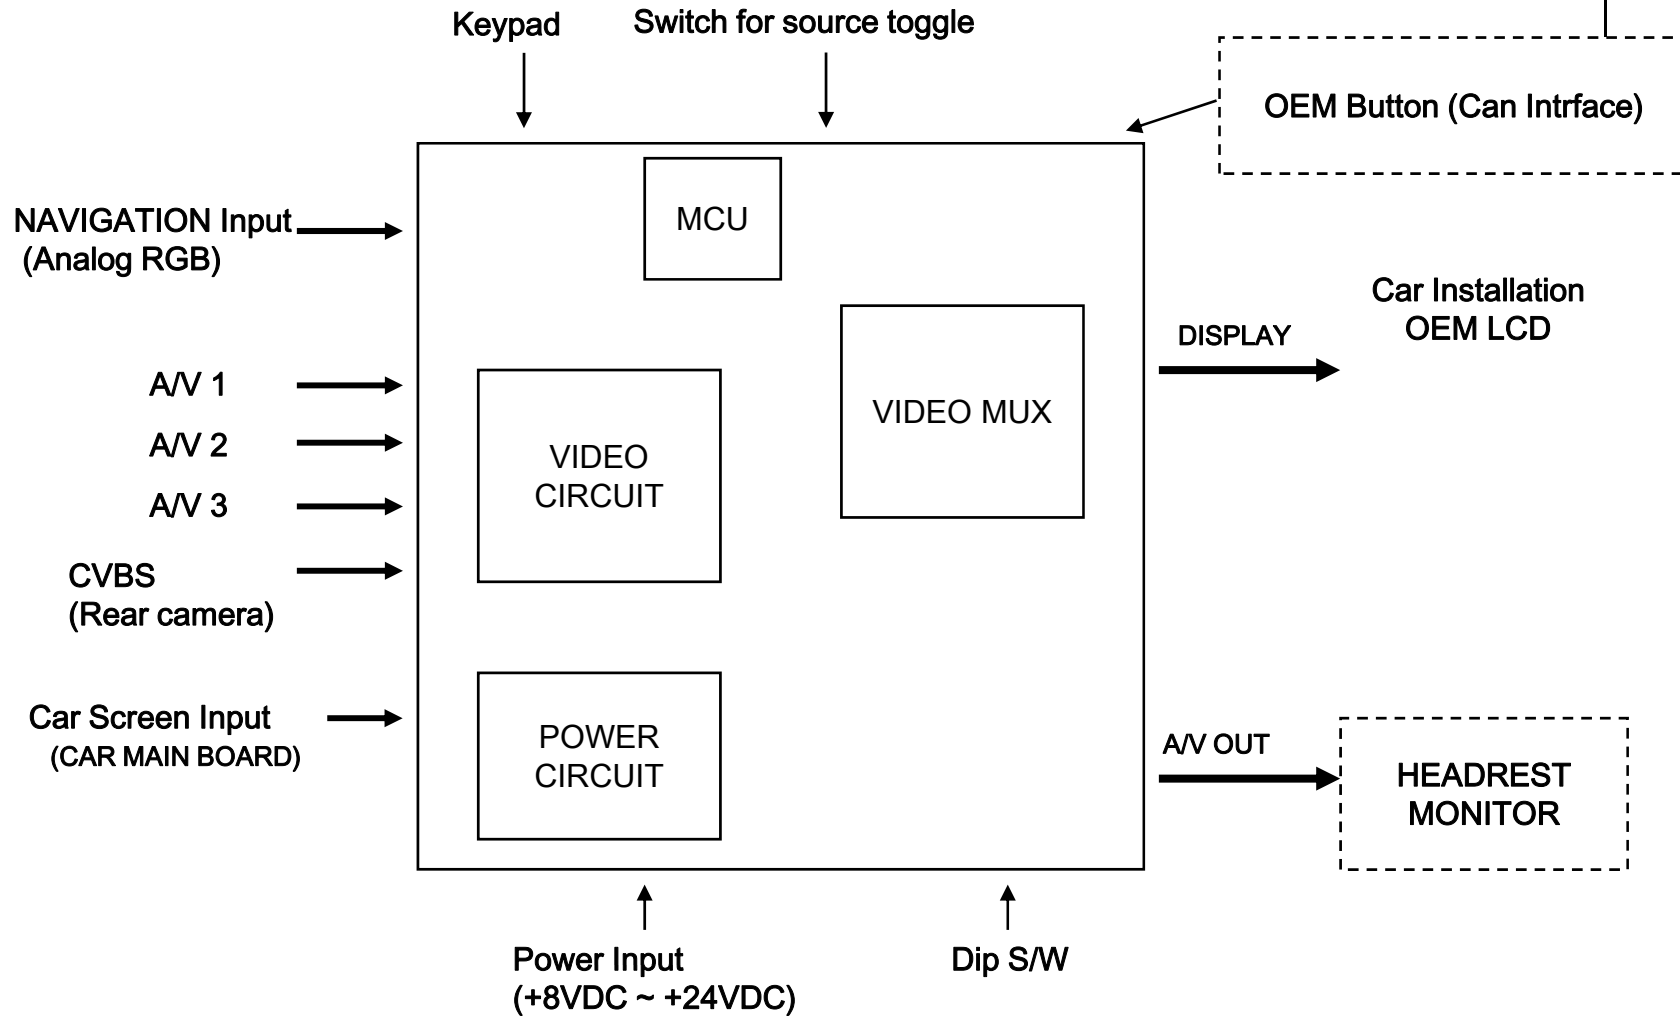 Keypad
Switch for source toggle
OEM Button (Can Intrface)
MCU
NAVIGATION Input
(Analog RGB)
Car Installation
OEM LCD
DISPLAY
A/V 1
A/V 2
A/V 3
VIDEO MUX
VIDEO
CIRCUIT
CVBS
(Rear camera)
Car Screen Input
(CAR MAIN BOARD)
POWER
CIRCUIT
A/V OUT
HEADREST
MONITOR
Power Input
(+8VDC ~ +24VDC)
Dip S/W